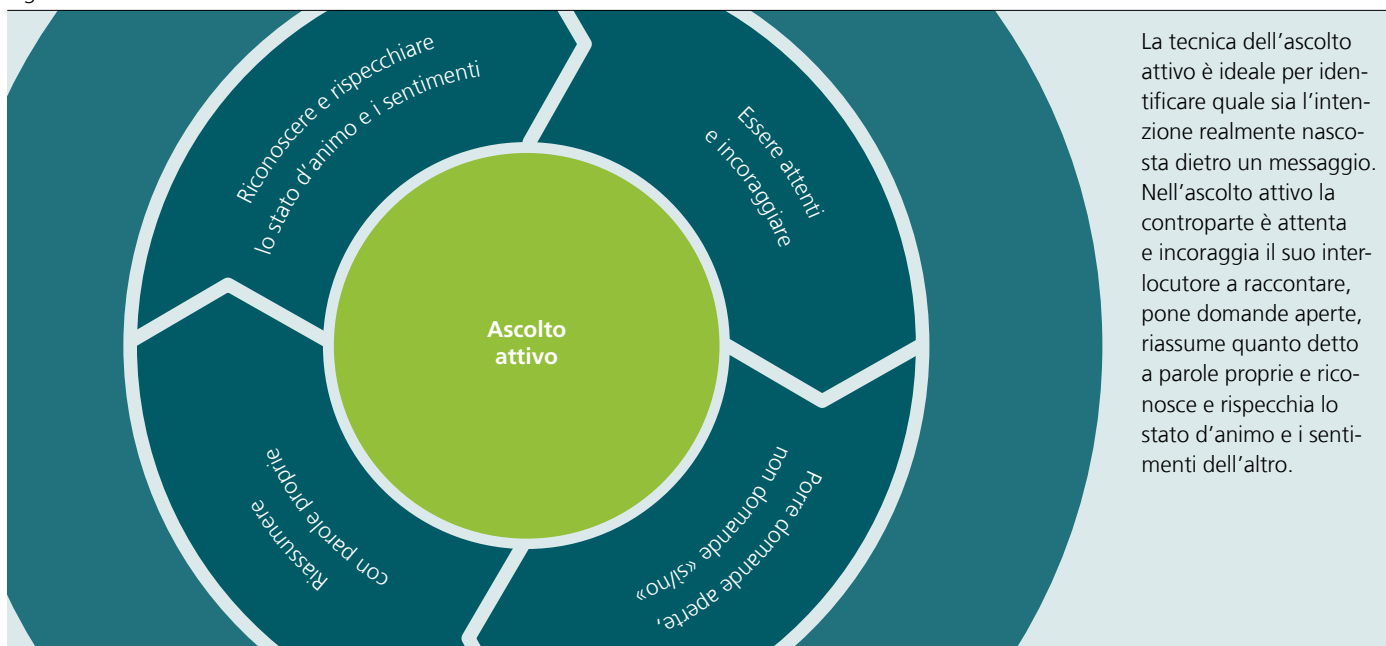 Riconoscere e rispecchiare
lo stato d’animo e i sentimenti
Essere attenti
e incoraggiare
Porre domande aperte,
non domande «sì/no»
Riassumere
con parole proprie
Ascolto
attivo
La tecnica dell’ascolto
attivo è ideale per iden-
tificare quale sia l’inten-
zione realmente nasco-
sta dietro un messaggio.
Nell’ascolto attivo la
controparte è attenta
e incoraggia il suo inter-
locutore a raccontare,
pone domande aperte,
riassume quanto detto
a parole proprie e rico-
nosce e rispecchia lo
stato d’animo e i senti-
menti dell’altro.